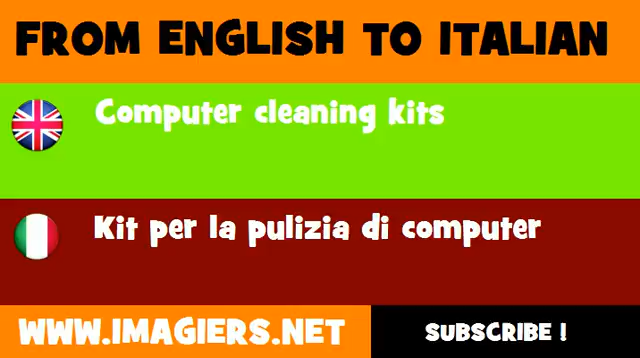 FROM ENGLISH TO ITALIAN
Computer cleaning kits
Kit per la pulizia di computer
WWW.IMAGIERS.NET
SUBSCRIBE !